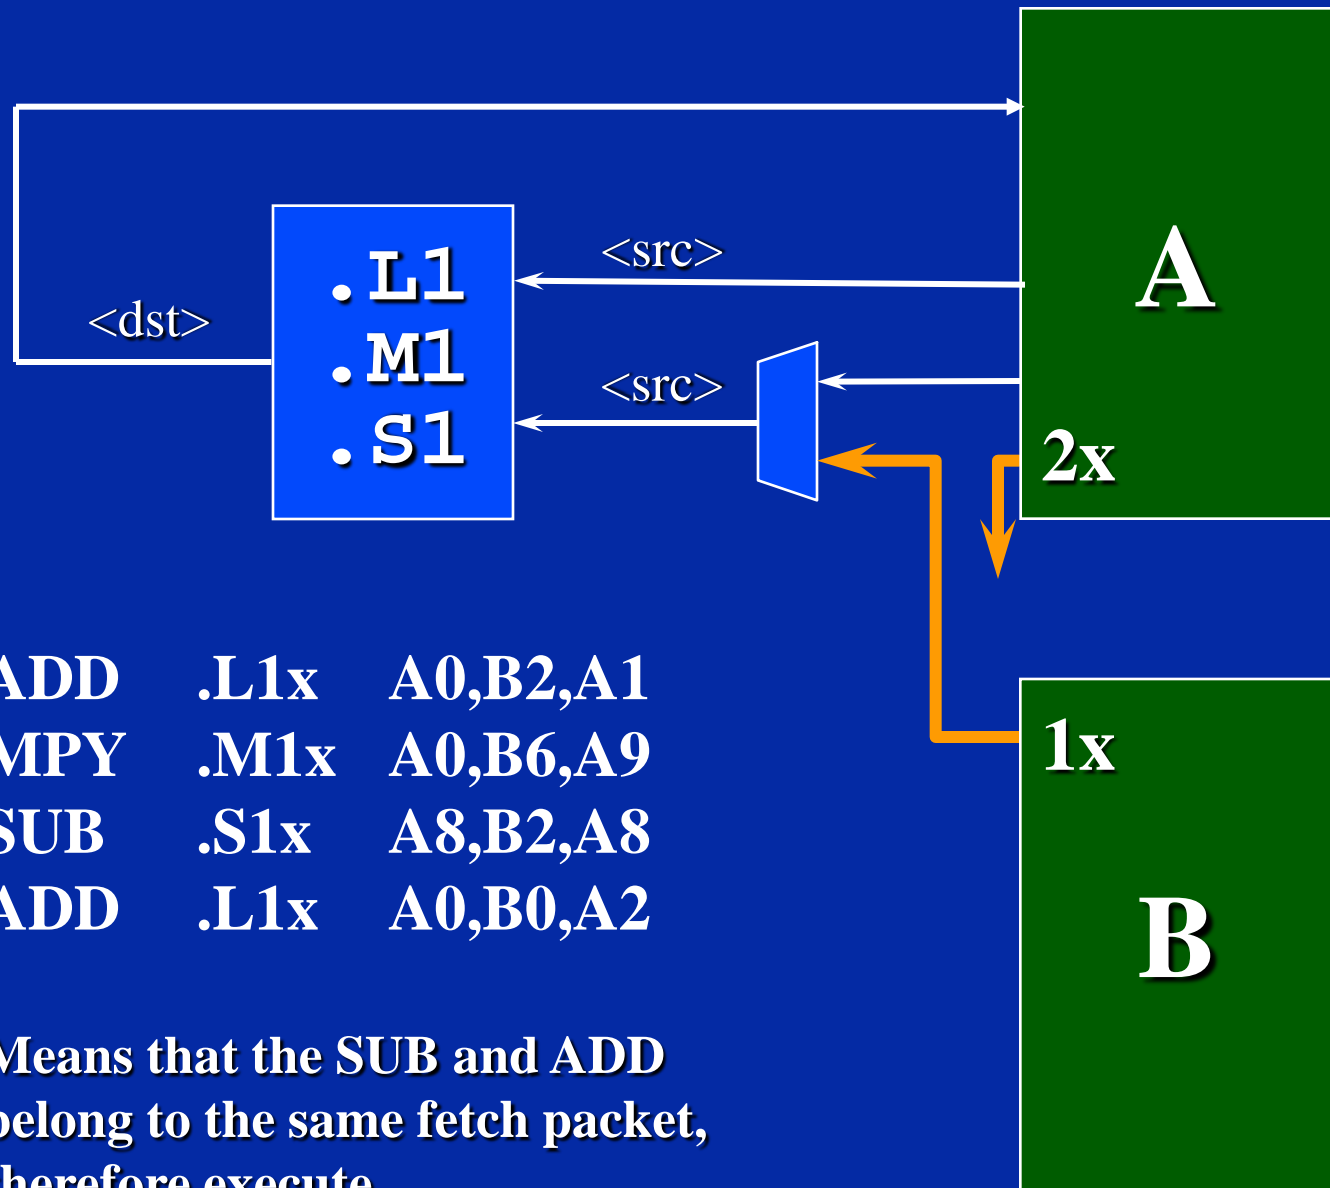 A
<src>
.L1
<dst>
.M1
<src>
.S1
2x
ADD .L1x A0,B2,A1
1x
MPY .M1x A0,B6,A9
SUB .S1x A8,B2,A8
ADD .L1x A0,B0,A2
B
Means that the SUB and ADD
belong to the same fetch packet,
therefore execute